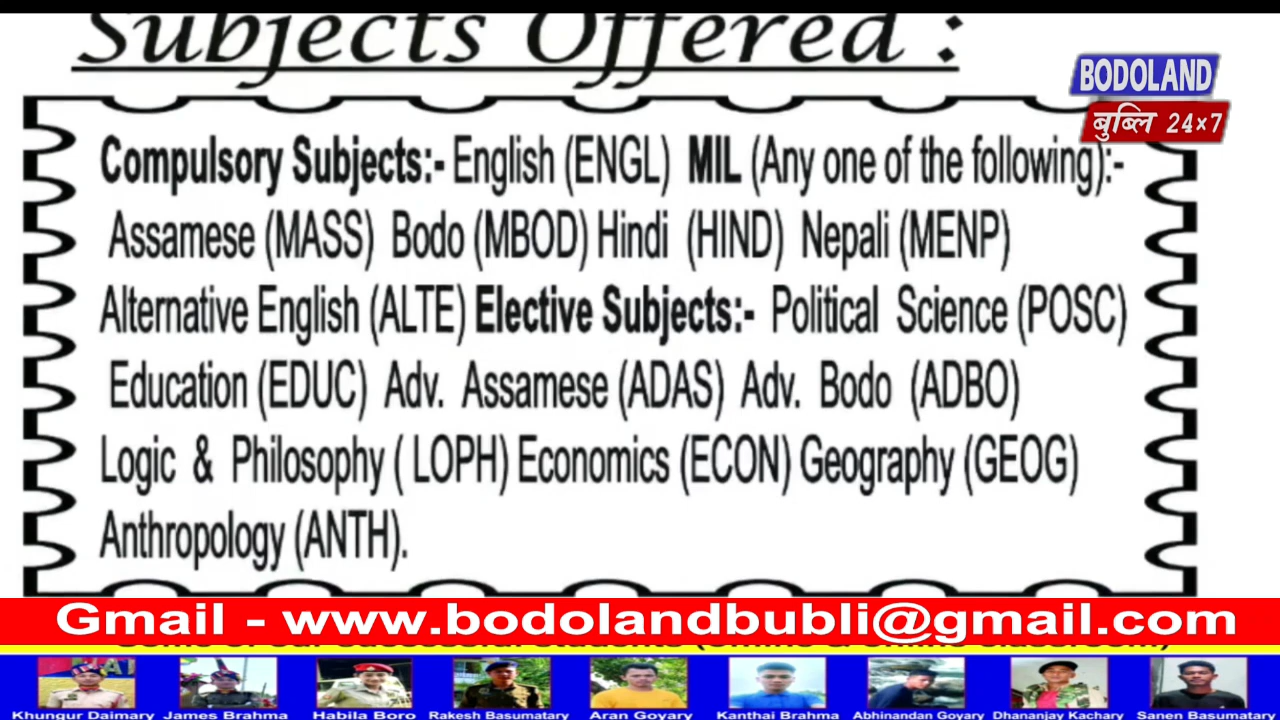 Subjects Offered :
BODOLAND
बुब्लि 24×7
Compulsory Subjects:- English (ENGL) MIL (Any one of the following):-
Assamese (MASS) Bodo (MBOD) Hindi (HIND) Nepali (MENP)
Alternative English (ALTE) Elective Subjects:- Political Science (POSC)
Education (EDUC) Adv. Assamese (ADAS) Adv. Bodo (ADBO)
Logic & Philosophy ( LOPH) Economics (ECON) Geography (GEOG)
Anthropology (ANTH).
Gmail - www.bodolandbubli@gmail.com
Khungur Daimary James Brahma Habila Boro Rakesh Basumatary Aran Goyary Kanthai Brahma Abhinandan Goyary Dhananjay Kachary Sanen Basumatary